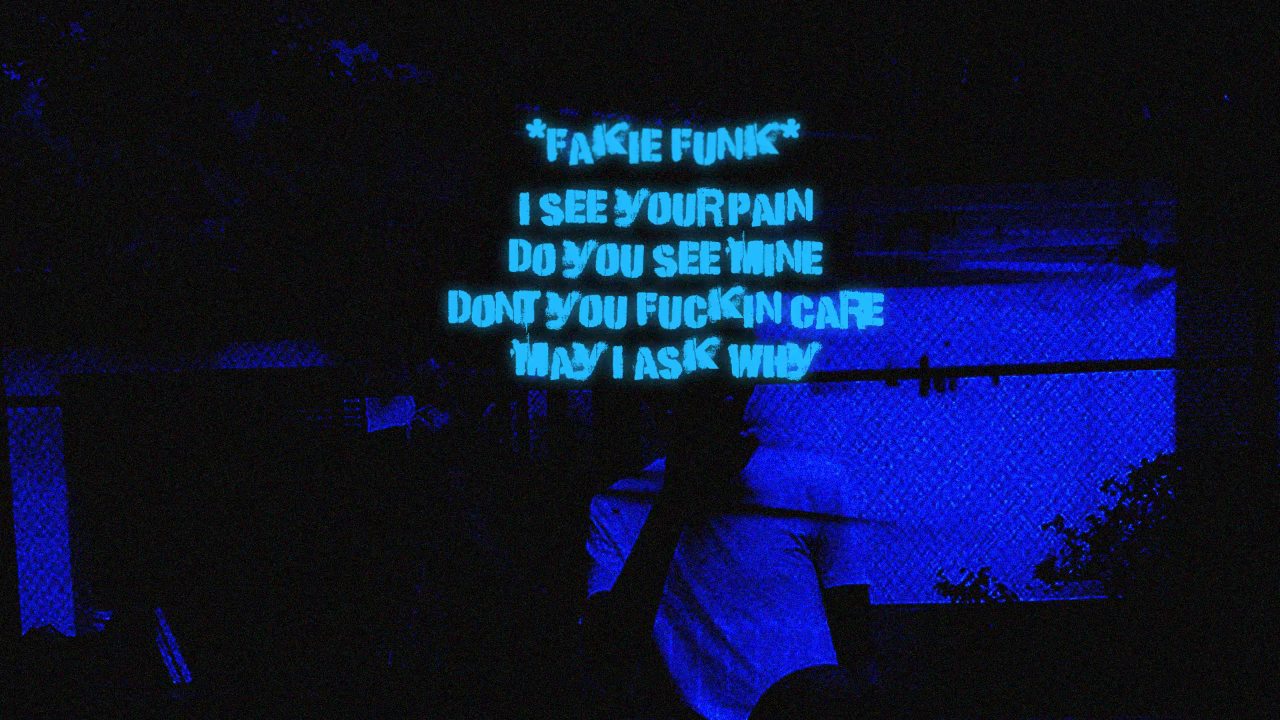 *FAKIE FUNK*
I SEE YOUR PAIN
DO YOU SEE MINE
DONT YOU FUCKIN CARE
MAY I ASK WHY